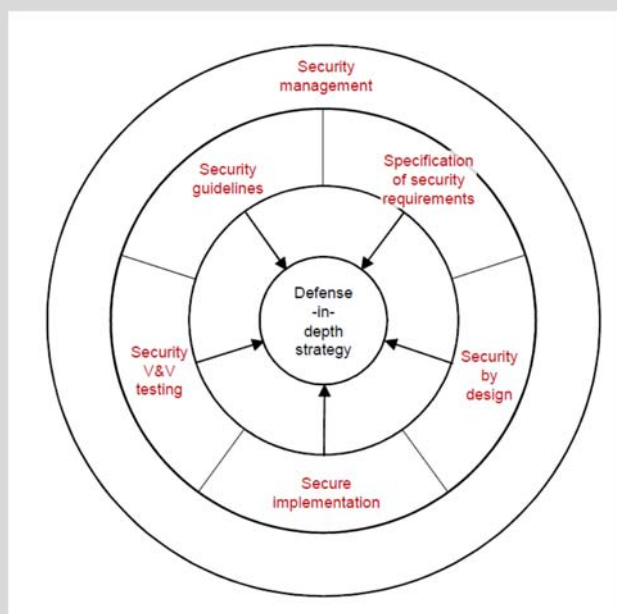 Security
management
Security
guidelines
Specification
of security
requirements
Defense
-in-
depth
strategy
Security
V&V
testing
Security
by
design
Secure
implementation